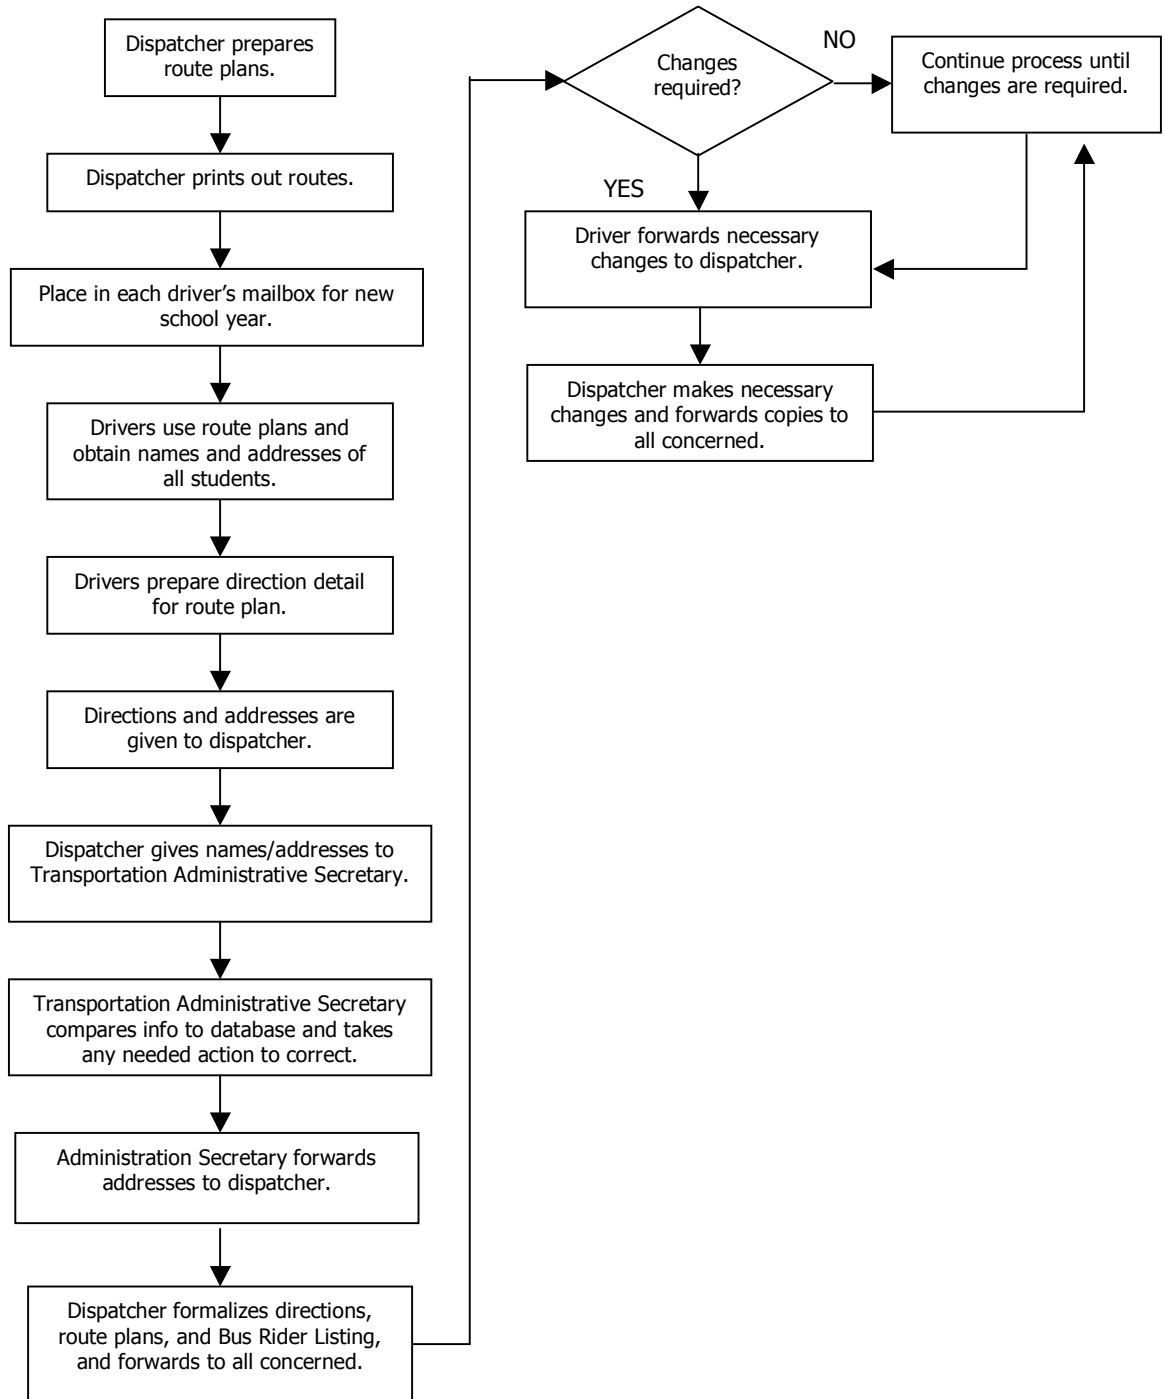 Dispatcher prepares
route plans.
Dispatcher prints out routes.
Place in each driver’s mailbox for new
school year.
Drivers use route plans and
obtain names and addresses of
all students.
Drivers prepare direction detail
for route plan.
Directions and addresses are
given to dispatcher.
Dispatcher gives names/addresses to
Transportation Administrative Secretary.
Transportation Administrative Secretary
compares info to database and takes
any needed action to correct.
Administration Secretary forwards
addresses to dispatcher.
Dispatcher formalizes directions,
route plans, and Bus Rider Listing,
and forwards to all concerned.
Changes
required?
NO
Continue process until
changes are required.
YES
Driver forwards necessary
changes to dispatcher.
Dispatcher makes necessary
changes and forwards copies to
all concerned.